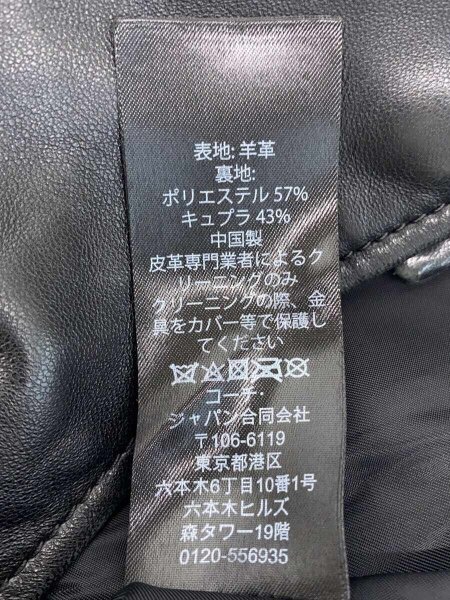 表地: 羊革
裏地:
ポリエステル 57%
キュプラ 43%
中国製
皮革専門業者によるク
リーニングのみ
クリーニングの際、金
具をカバー等で保護し
てください
コーチ・
ジャパン合同会社
〒106-6119
東京都港区
六本木6丁目10番1号
六本木ヒルズ
森タワー19階
0120-556935